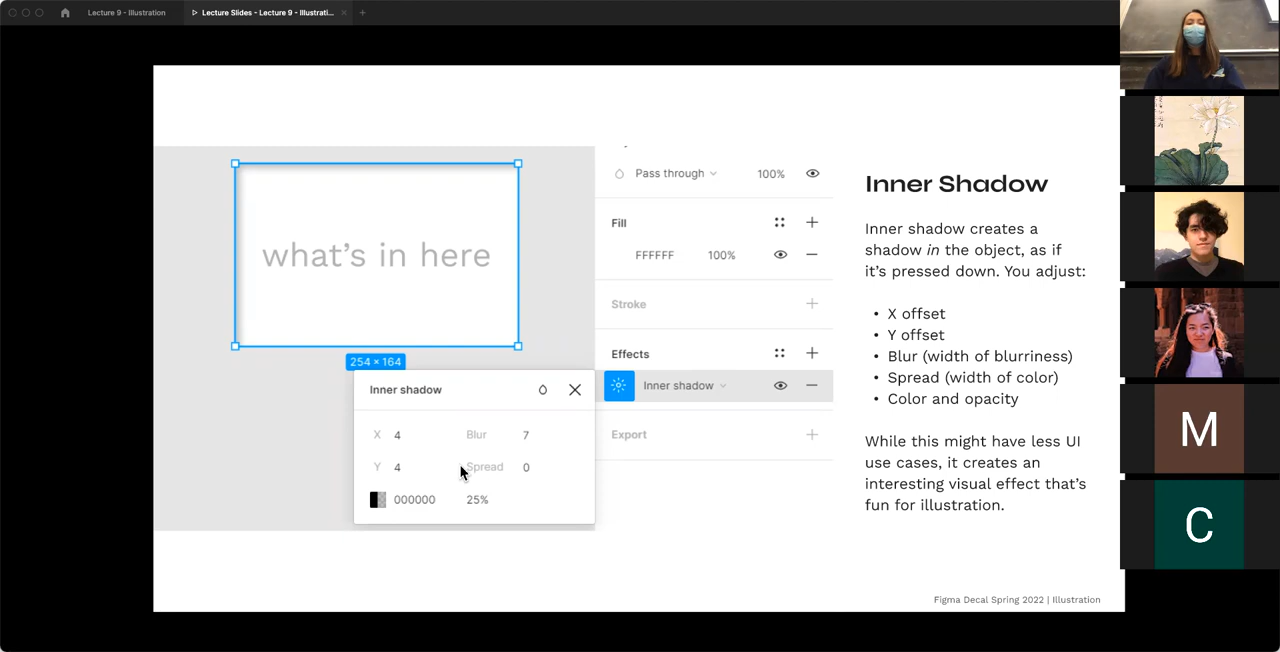 Lecture 9 - Illustration
Lecture Slides - Lecture 9 - Illustrati...
what's in here
254 × 164
Inner shadow
X 4 Blur 7
Y 4 Spread 0
000000 25%
Pass through 100%
Fill
FFFFFF 100%
Stroke
Effects
Inner shadow
Export
Inner Shadow
Inner shadow creates a
shadow in the object, as if
it's pressed down. You adjust:
• X offset
• Y offset
• Blur (width of blurriness)
• Spread (width of color)
• Color and opacity
While this might have less UI
use cases, it creates an
interesting visual effect that's
fun for illustration.
Figma Decal Spring 2022 | Illustration
M
C